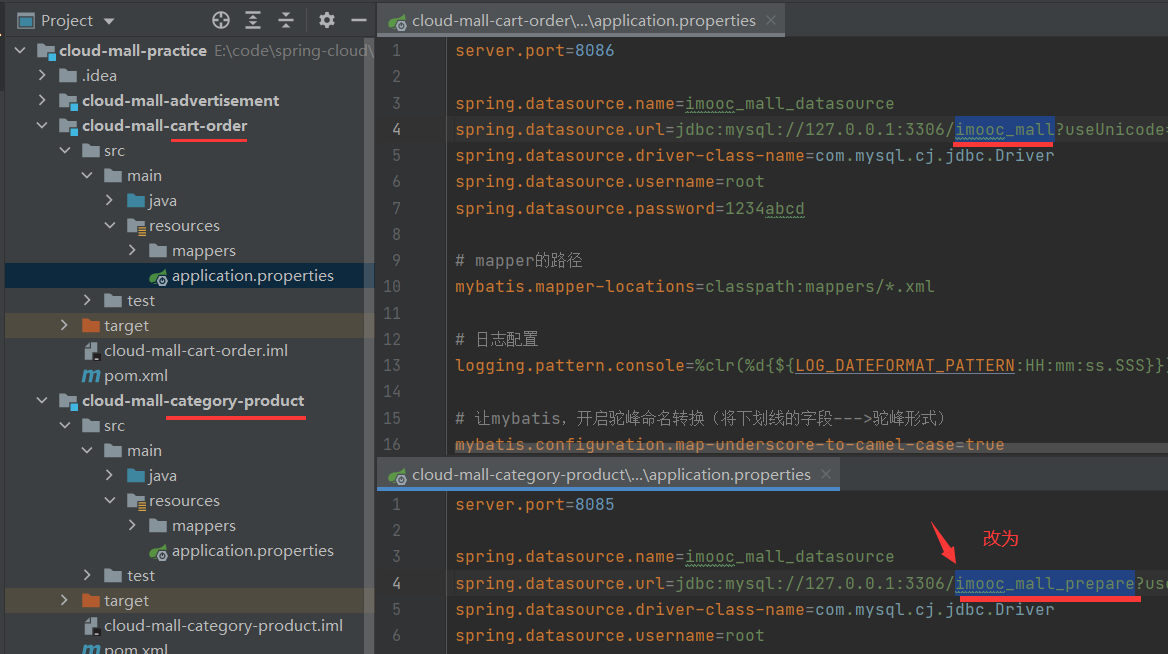 Project
cloud-mall-practice E:\code\spring-cloud\
.idea
cloud-mall-advertisement
cloud-mall-cart-order
src
main
java
resources
mappers
application.properties
test
target
cloud-mall-cart-order.iml
pom.xml
cloud-mall-category-product
src
main
java
resources
mappers
application.properties
test
target
cloud-mall-category-product.iml
pom.xml
cloud-mall-cart-order\...\application.properties
1 server.port=8086
2
3 spring.datasource.name=imooc_mall_datasource
4 spring.datasource.url=jdbc:mysql://127.0.0.1:3306/imooc_mall?useUnicode=
5 spring.datasource.driver-class-name=com.mysql.cj.jdbc.Driver
6 spring.datasource.username=root
7 spring.datasource.password=1234abcd
8
9 # mapper的路径
10 mybatis.mapper-locations=classpath:mappers/*.xml
11
12 # 日志配置
13 logging.pattern.console=%clr(%d{${LOG_DATEFORMAT_PATTERN:HH:mm:ss.SSS}}
14
15 # 让mybatis，开启驼峰命名转换（将下划线的字段--->驼峰形式）
16 mybatis.configuration.map-underscore-to-camel-case=true
cloud-mall-category-product\...\application.properties
1 server.port=8085
2
3 spring.datasource.name=imooc_mall_datasource
改为
4 spring.datasource.url=jdbc:mysql://127.0.0.1:3306/imooc_mall_prepare?use
5 spring.datasource.driver-class-name=com.mysql.cj.jdbc.Driver
6 spring.datasource.username=root